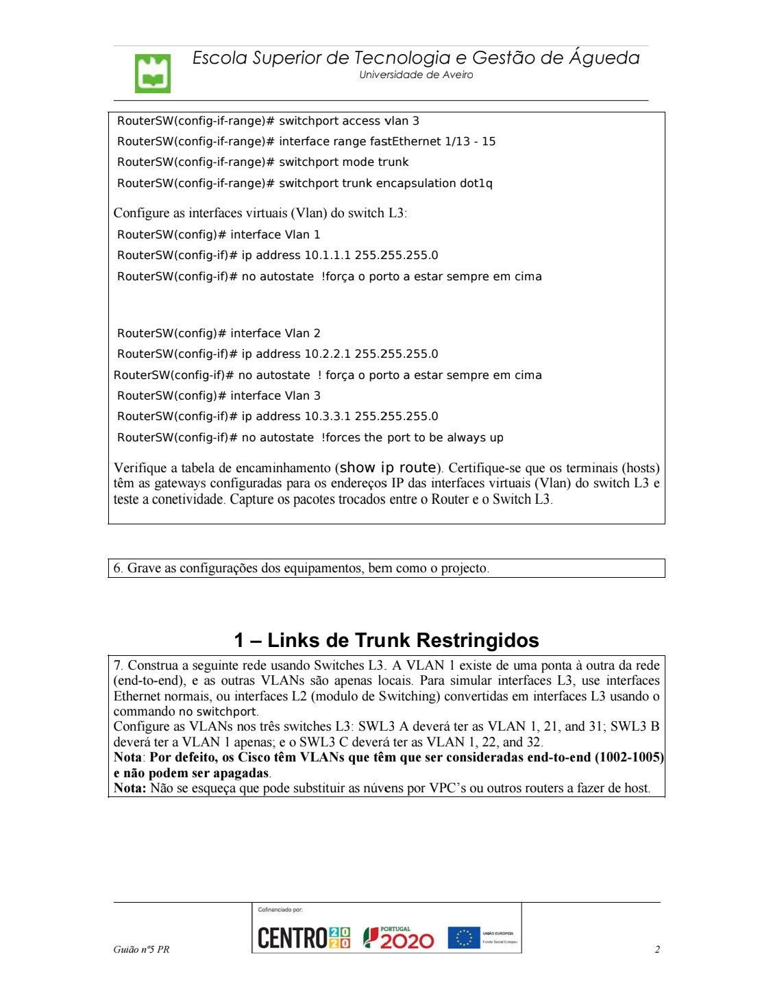 Escola Superior de Tecnologia e Gestão de Águeda
Universidade de Aveiro
RouterSW(config-if-range)# switchport access vlan 3
RouterSW(config-if-range)# interface range fastEthernet 1/13 - 15
RouterSW(config-if-range)# switchport mode trunk
RouterSW(config-if-range)# switchport trunk encapsulation dot1q
Configure as interfaces virtuais (Vlan) do switch L3:
RouterSW(config)# interface Vlan 1
RouterSW(config-if)# ip address 10.1.1.1 255.255.255.0
RouterSW(config-if)# no autostate  !força o porto a estar sempre em cima
RouterSW(config)# interface Vlan 2
RouterSW(config-if)# ip address 10.2.2.1 255.255.255.0
RouterSW(config-if)# no autostate  ! força o porto a estar sempre em cima
RouterSW(config)# interface Vlan 3
RouterSW(config-if)# ip address 10.3.3.1 255.255.255.0
RouterSW(config-if)# no autostate  !forces the port to be always up
Verifique a tabela de encaminhamento (show ip route). Certifique-se que os terminais (hosts)
têm as gateways configuradas para os endereços IP das interfaces virtuais (Vlan) do switch L3 e
teste a conetividade. Capture os pacotes trocados entre o Router e o Switch L3.
6. Grave as configurações dos equipamentos, bem como o projecto.
1 – Links de Trunk Restringidos
7. Construa a seguinte rede usando Switches L3. A VLAN 1 existe de uma ponta à outra da rede
(end-to-end), e as outras VLANs são apenas locais. Para simular interfaces L3, use interfaces
Ethernet normais, ou interfaces L2 (modulo de Switching) convertidas em interfaces L3 usando o
commando no switchport.
Configure as VLANs nos três switches L3: SWL3 A deverá ter as VLAN 1, 21, and 31; SWL3 B
deverá ter a VLAN 1 apenas; e o SWL3 C deverá ter as VLAN 1, 22, and 32.
Nota: Por defeito, os Cisco têm VLANs que têm que ser consideradas end-to-end (1002-1005)
e não podem ser apagadas.
Nota: Não se esqueça que pode substituir as núvens por VPC's ou outros routers a fazer de host.
Cofinanciado por:
CENTRO 2020
PORTUGAL 2020
UNIÃO EUROPEIA
Fundo Social Europeu
Guião nº5 PR
2